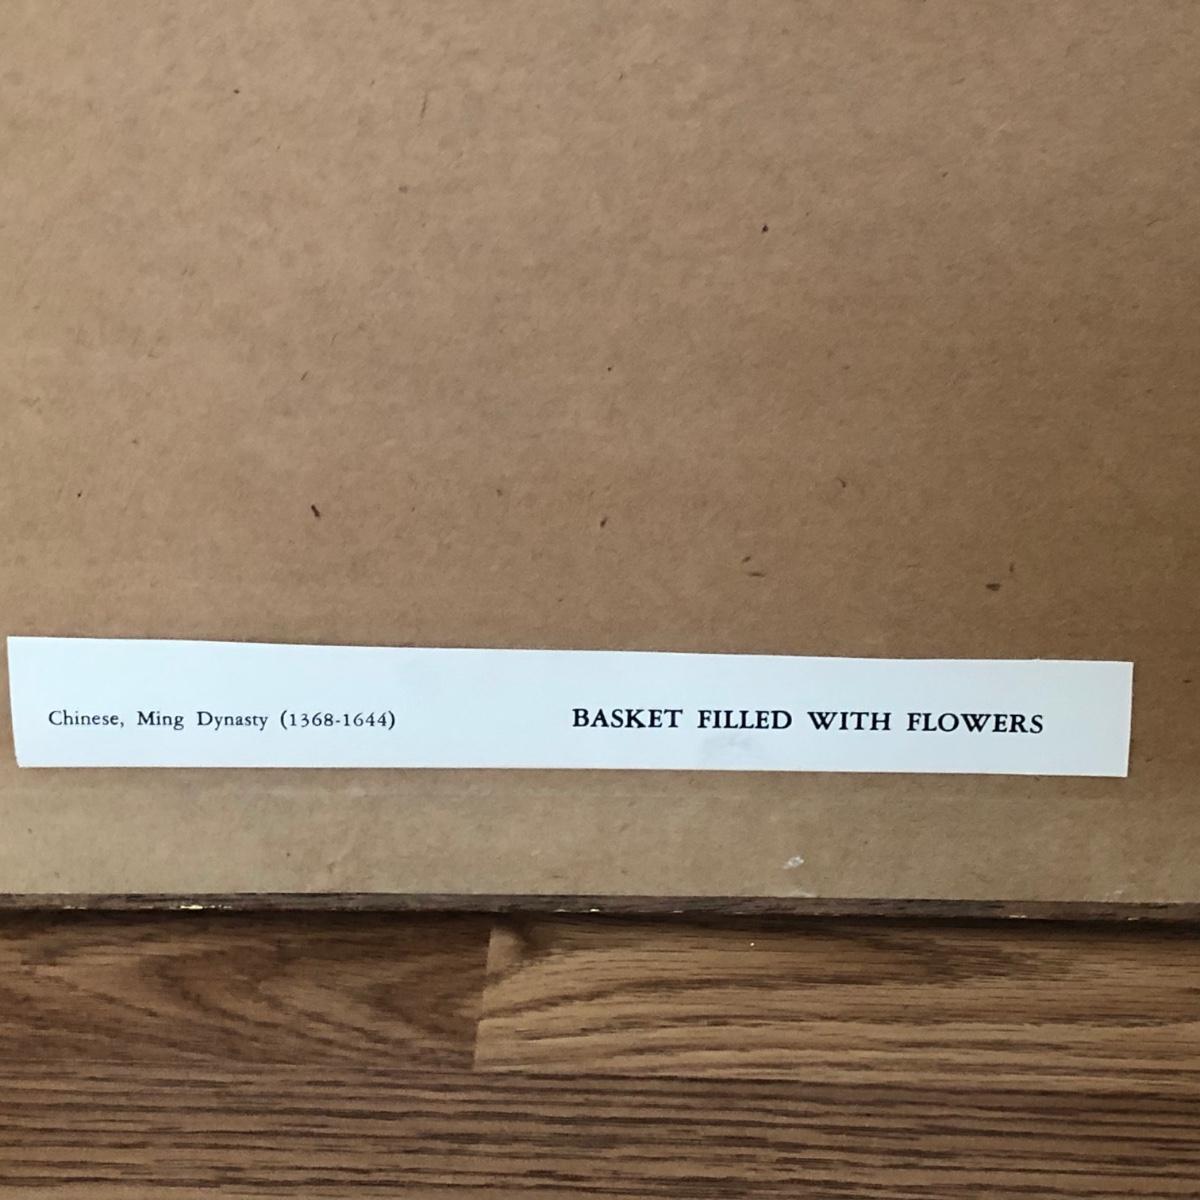 Chinese, Ming Dynasty (1368-1644) BASKET FILLED WITH FLOWERS